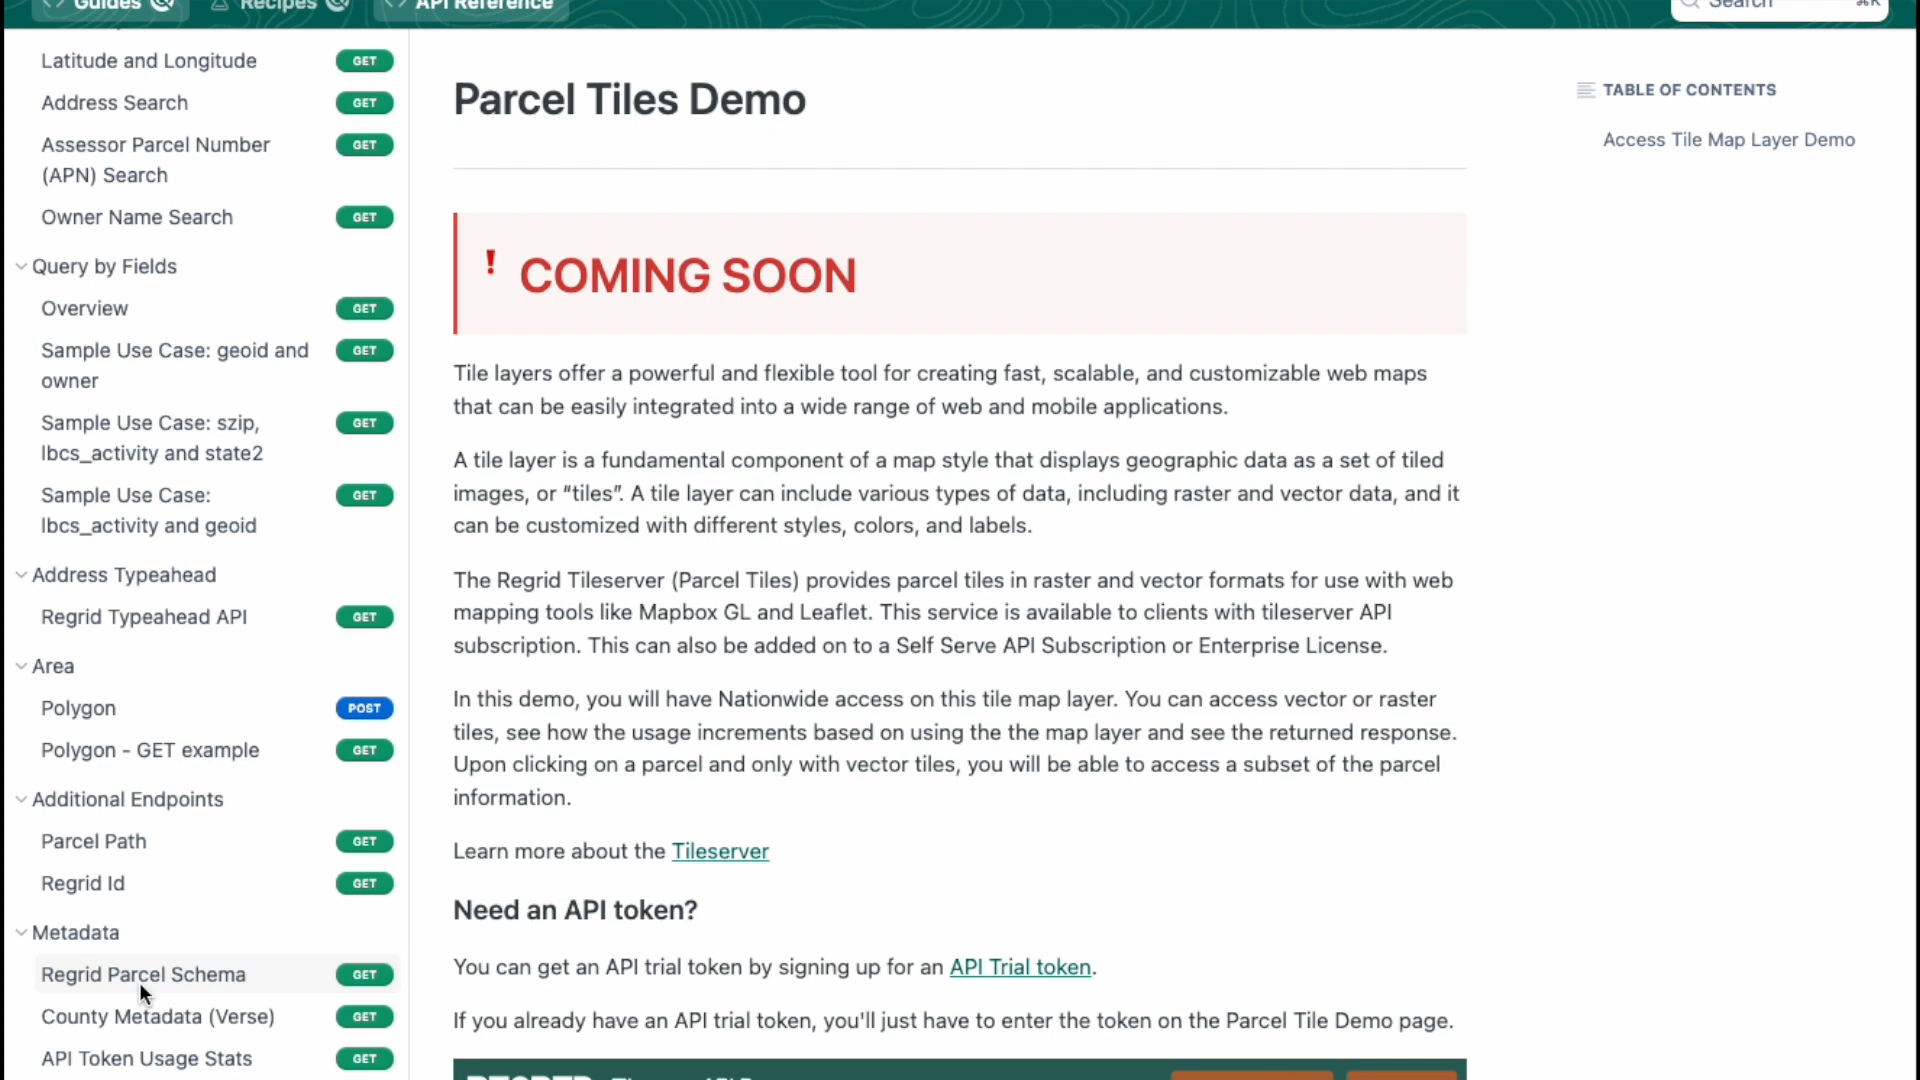 Guides
Recipes
API Reference
Search
⌘K
Latitude and Longitude
GET
Address Search
GET
Assessor Parcel Number
(APN) Search
GET
Owner Name Search
GET
Query by Fields
Overview
GET
Sample Use Case: geoid and
owner
GET
Sample Use Case: szip,
lbcs_activity and state2
GET
Sample Use Case:
lbcs_activity and geoid
GET
Address Typeahead
Regrid Typeahead API
GET
Area
Polygon
POST
Polygon - GET example
GET
Additional Endpoints
Parcel Path
GET
Regrid Id
GET
Metadata
Regrid Parcel Schema
GET
County Metadata (Verse)
GET
API Token Usage Stats
GET
Parcel Tiles Demo
COMING SOON
Tile layers offer a powerful and flexible tool for creating fast, scalable, and customizable web maps
that can be easily integrated into a wide range of web and mobile applications.
A tile layer is a fundamental component of a map style that displays geographic data as a set of tiled
images, or “tiles”. A tile layer can include various types of data, including raster and vector data, and it
can be customized with different styles, colors, and labels.
The Regrid Tileserver (Parcel Tiles) provides parcel tiles in raster and vector formats for use with web
mapping tools like Mapbox GL and Leaflet. This service is available to clients with tileserver API
subscription. This can also be added on to a Self Serve API Subscription or Enterprise License.
In this demo, you will have Nationwide access on this tile map layer. You can access vector or raster
tiles, see how the usage increments based on using the the map layer and see the returned response.
Upon clicking on a parcel and only with vector tiles, you will be able to access a subset of the parcel
information.
Learn more about the Tileserver
Need an API token?
You can get an API trial token by signing up for an API Trial token.
If you already have an API trial token, you'll just have to enter the token on the Parcel Tile Demo page.
TABLE OF CONTENTS
Access Tile Map Layer Demo